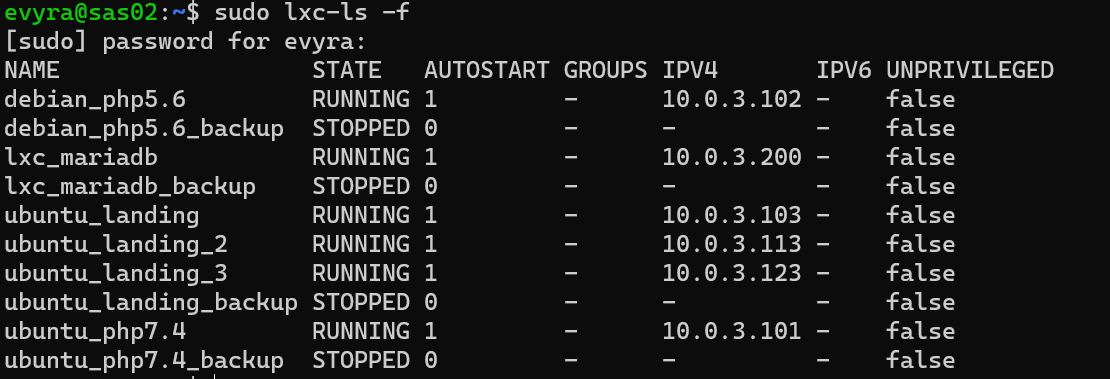 evyra@sas02:~$ sudo lxc-ls -f
[sudo] password for evyra:
NAME                  STATE   AUTOSTART GROUPS IPV4       IPV6 UNPRIVILEGED
debian_php5.6         RUNNING 1         -      10.0.3.102 -    false
debian_php5.6_backup  STOPPED 0         -      -          -    false
lxc_mariadb           RUNNING 1         -      10.0.3.200 -    false
lxc_mariadb_backup    STOPPED 0         -      -          -    false
ubuntu_landing        RUNNING 1         -      10.0.3.103 -    false
ubuntu_landing_2      RUNNING 1         -      10.0.3.113 -    false
ubuntu_landing_3      RUNNING 1         -      10.0.3.123 -    false
ubuntu_landing_backup STOPPED 0         -      -          -    false
ubuntu_php7.4         RUNNING 1         -      10.0.3.101 -    false
ubuntu_php7.4_backup  STOPPED 0         -      -          -    false